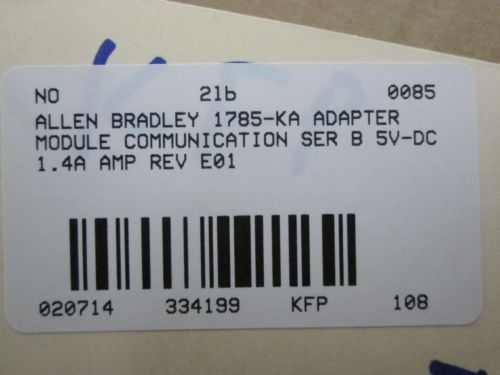 NO 21b 0085
ALLEN BRADLEY 1785-KA ADAPTER
MODULE COMMUNICATION SER B 5V-DC
1.4A AMP REV E01
020714 334199 KFP 108